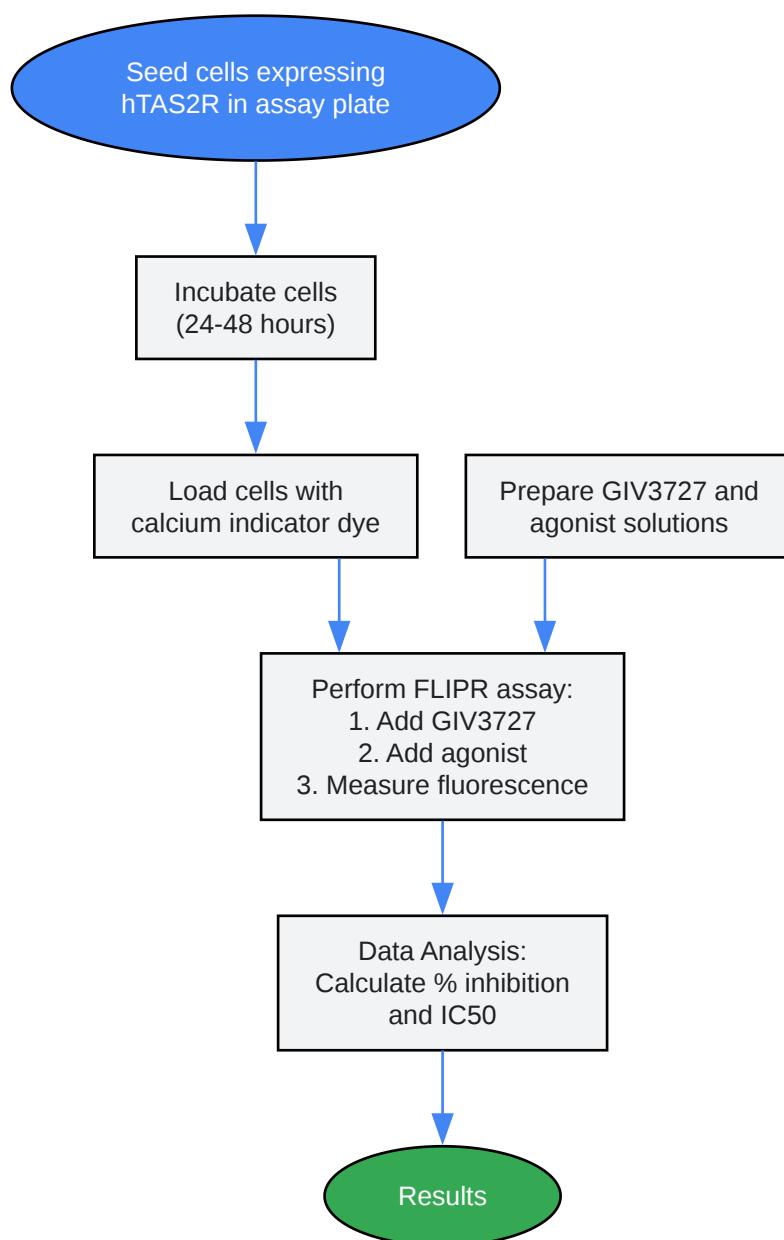 Seed cells expressing
hTAS2R in assay plate
Incubate cells
(24-48 hours)
Load cells with
calcium indicator dye
Prepare GIV3727 and
agonist solutions
Perform FLIPR assay:
1. Add GIV3727
2. Add agonist
3. Measure fluorescence
Data Analysis:
Calculate % inhibition
and IC50
Results